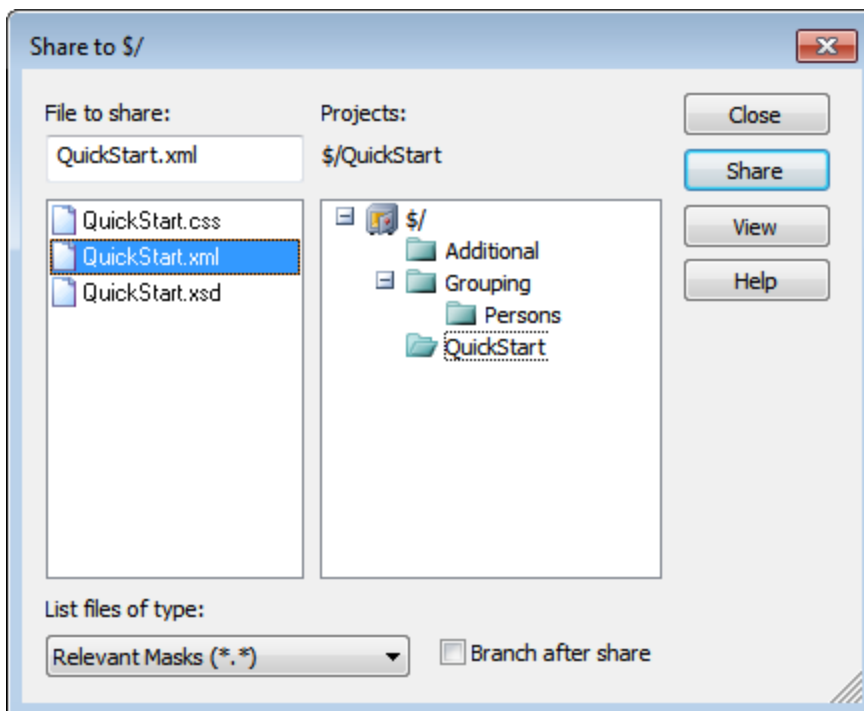 Share to $/
File to share:
QuickStart.xml
QuickStart.css
QuickStart.xml
QuickStart.xsd
Projects:
$/QuickStart
$/
Additional
Grouping
Persons
QuickStart
Close
Share
View
Help
List files of type:
Relevant Masks (*.*)
Branch after share